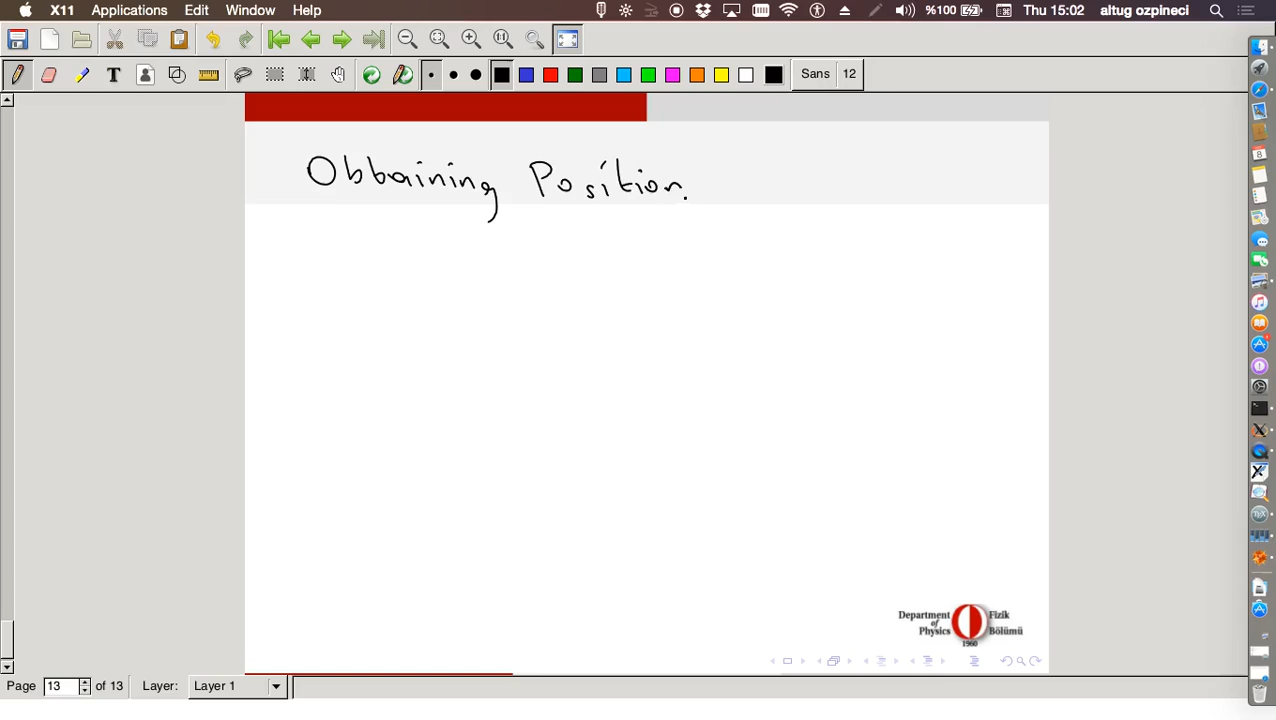 X11 Applications Edit Window Help %100 Thu 15:02 altug ozpineci
T Sans 12
Obtaining Position.
Department of Physics Fizik Bölümü
1960
Page 13 of 13 Layer: Layer 1